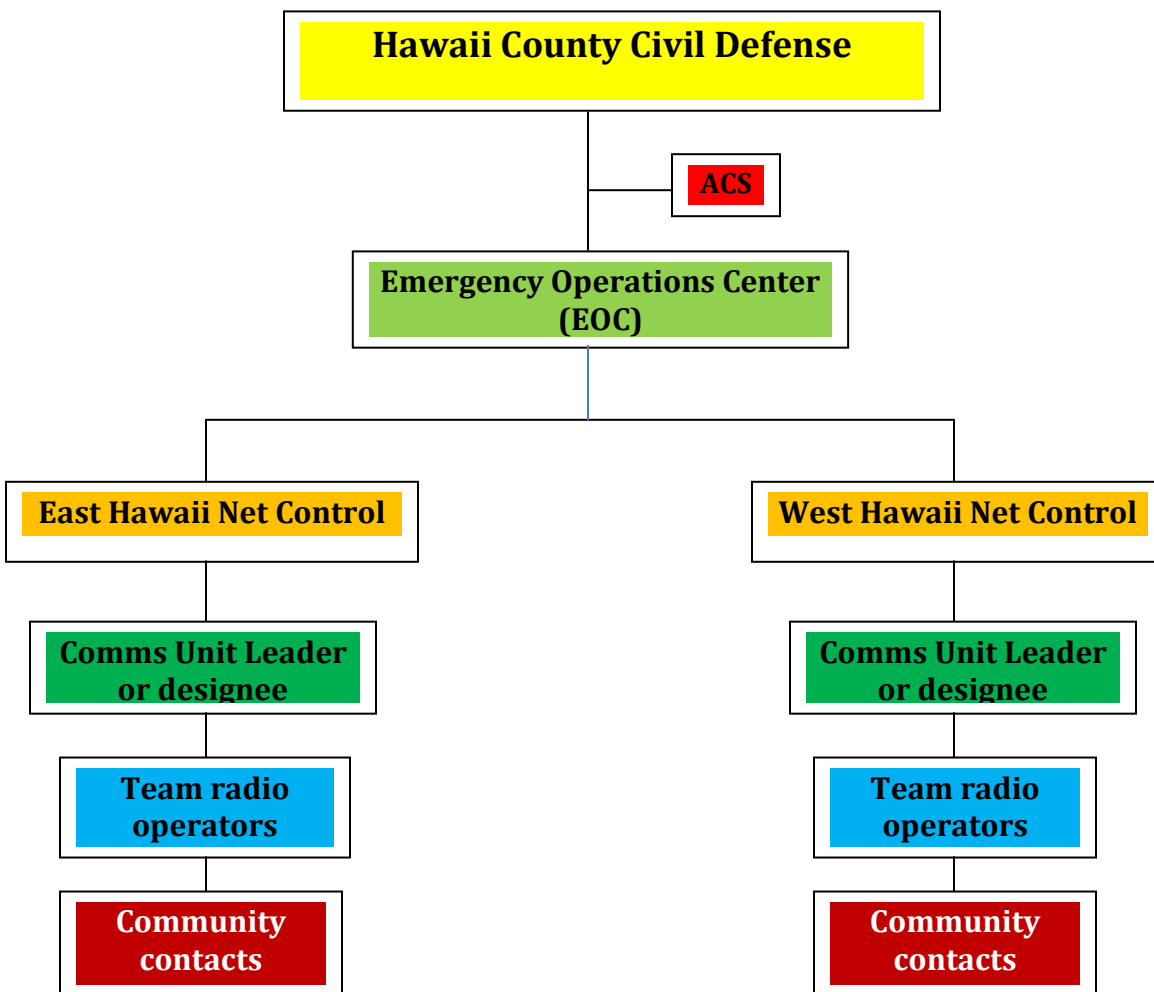 Hawaii County Civil Defense
ACS
Emergency Operations Center
(EOC)
East Hawaii Net Control
West Hawaii Net Control
Comms Unit Leader
or designee
Comms Unit Leader
or designee
Team radio
operators
Team radio
operators
Community
contacts
Community
contacts